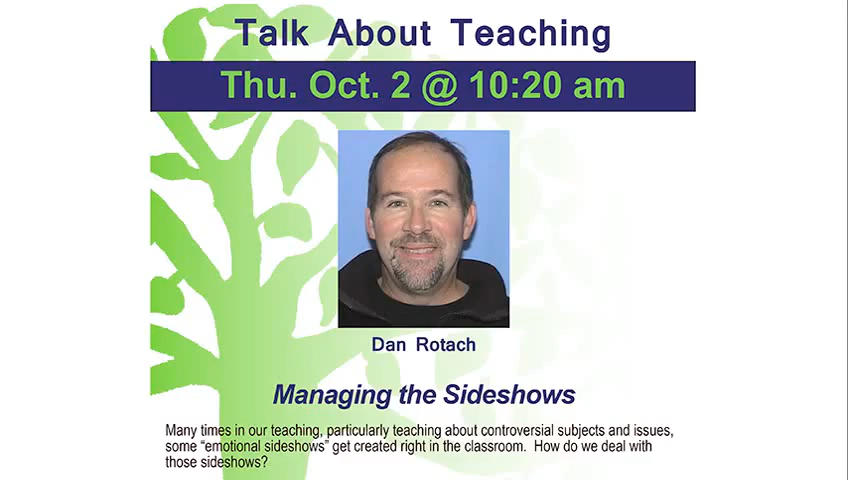 Talk About Teaching
Thu. Oct. 2 @ 10:20 am
Dan Rotach
Managing the Sideshows
Many times in our teaching, particularly teaching about controversial subjects and issues,
some “emotional sideshows” get created right in the classroom.  How do we deal with
those sideshows?